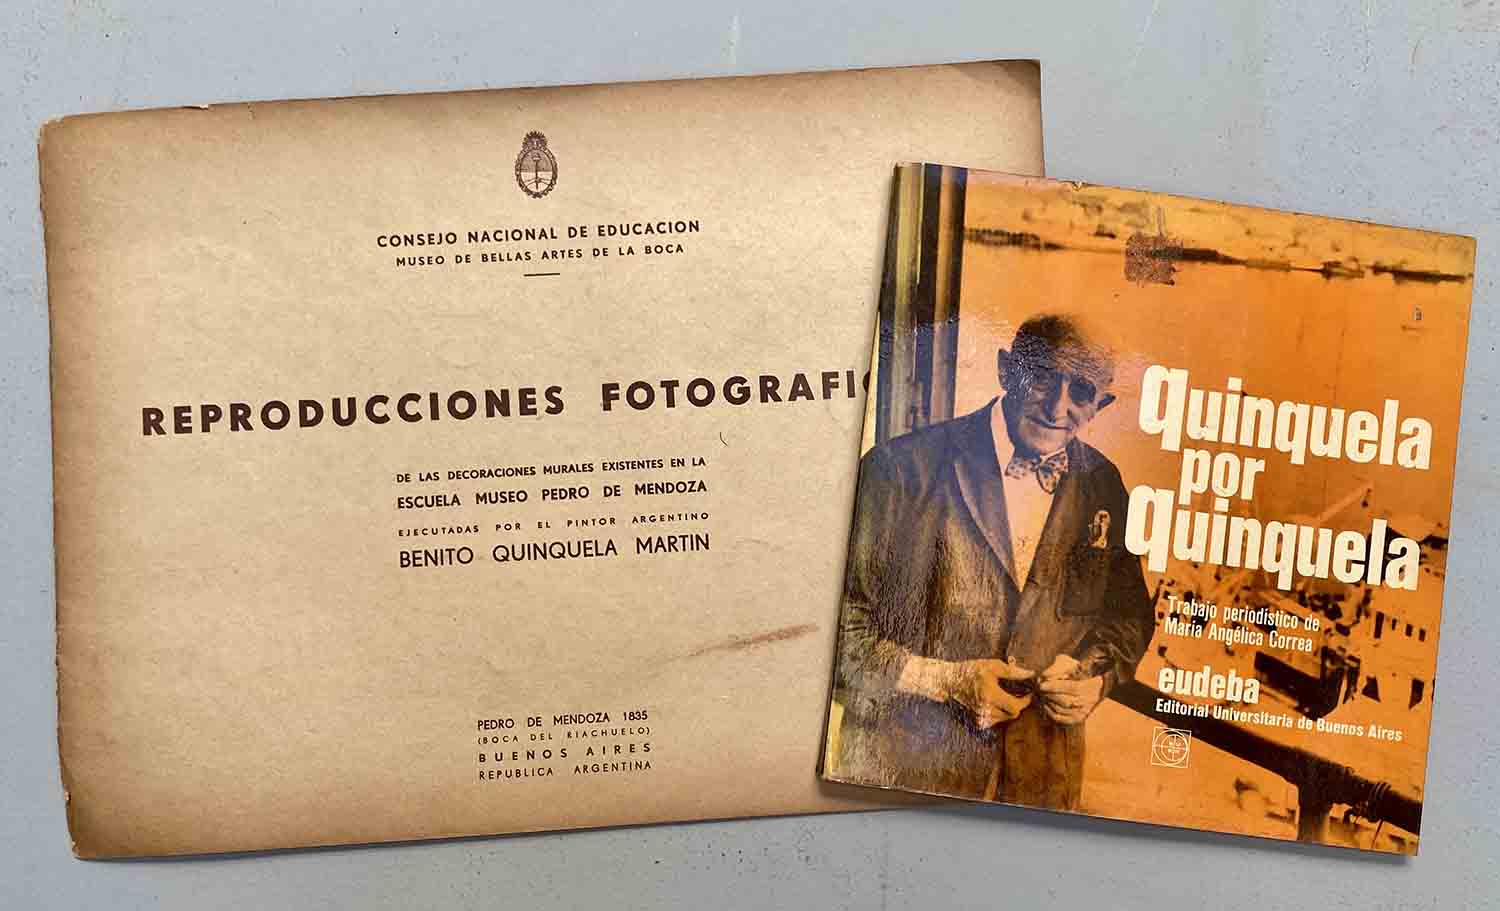 CONSEJO NACIONAL DE EDUCACION
MUSEO DE BELLAS ARTES DE LA BOCA
REPRODUCCIONES FOTOGRAFIC
DE LAS DECORACIONES MURALES EXISTENTES EN LA
ESCUELA MUSEO PEDRO DE MENDOZA
EJECUTADAS POR EL PINTOR ARGENTINO
BENITO QUINQUELA MARTIN
PEDRO DE MENDOZA 1835
(BOCA DEL RIACHUELO)
BUENOS AIRES
REPUBLICA ARGENTINA
quinquela
por
quinquela
Trabajo periodístico de
María Angélica Correa
eudeba
Editorial Universitaria de Buenos Aires